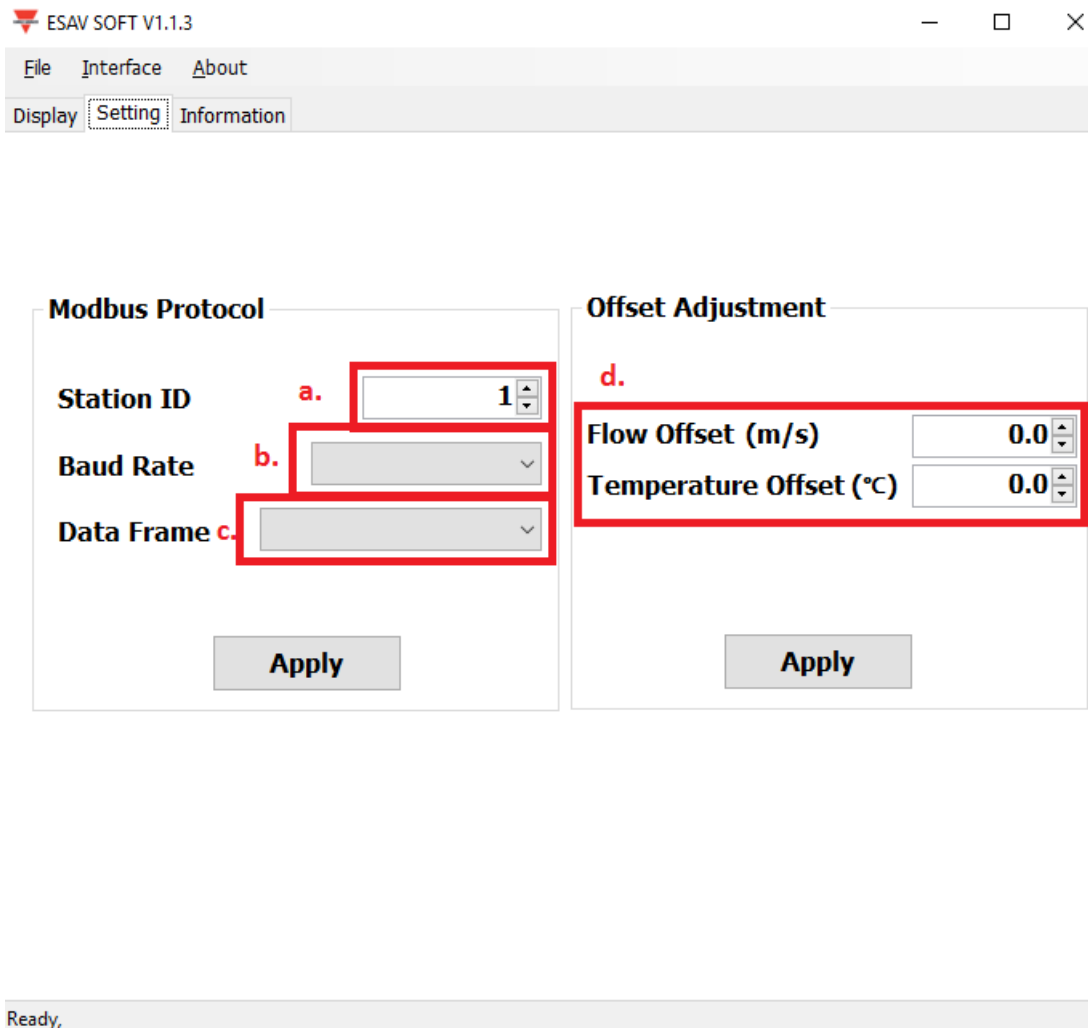 ESAV SOFT V1.1.3
File Interface About
Display Setting Information
Modbus Protocol
Station ID a. 1
Baud Rate b.
Data Frame c.
Apply
Offset Adjustment
d.
Flow Offset (m/s) 0.0
Temperature Offset (℃) 0.0
Apply
Ready,